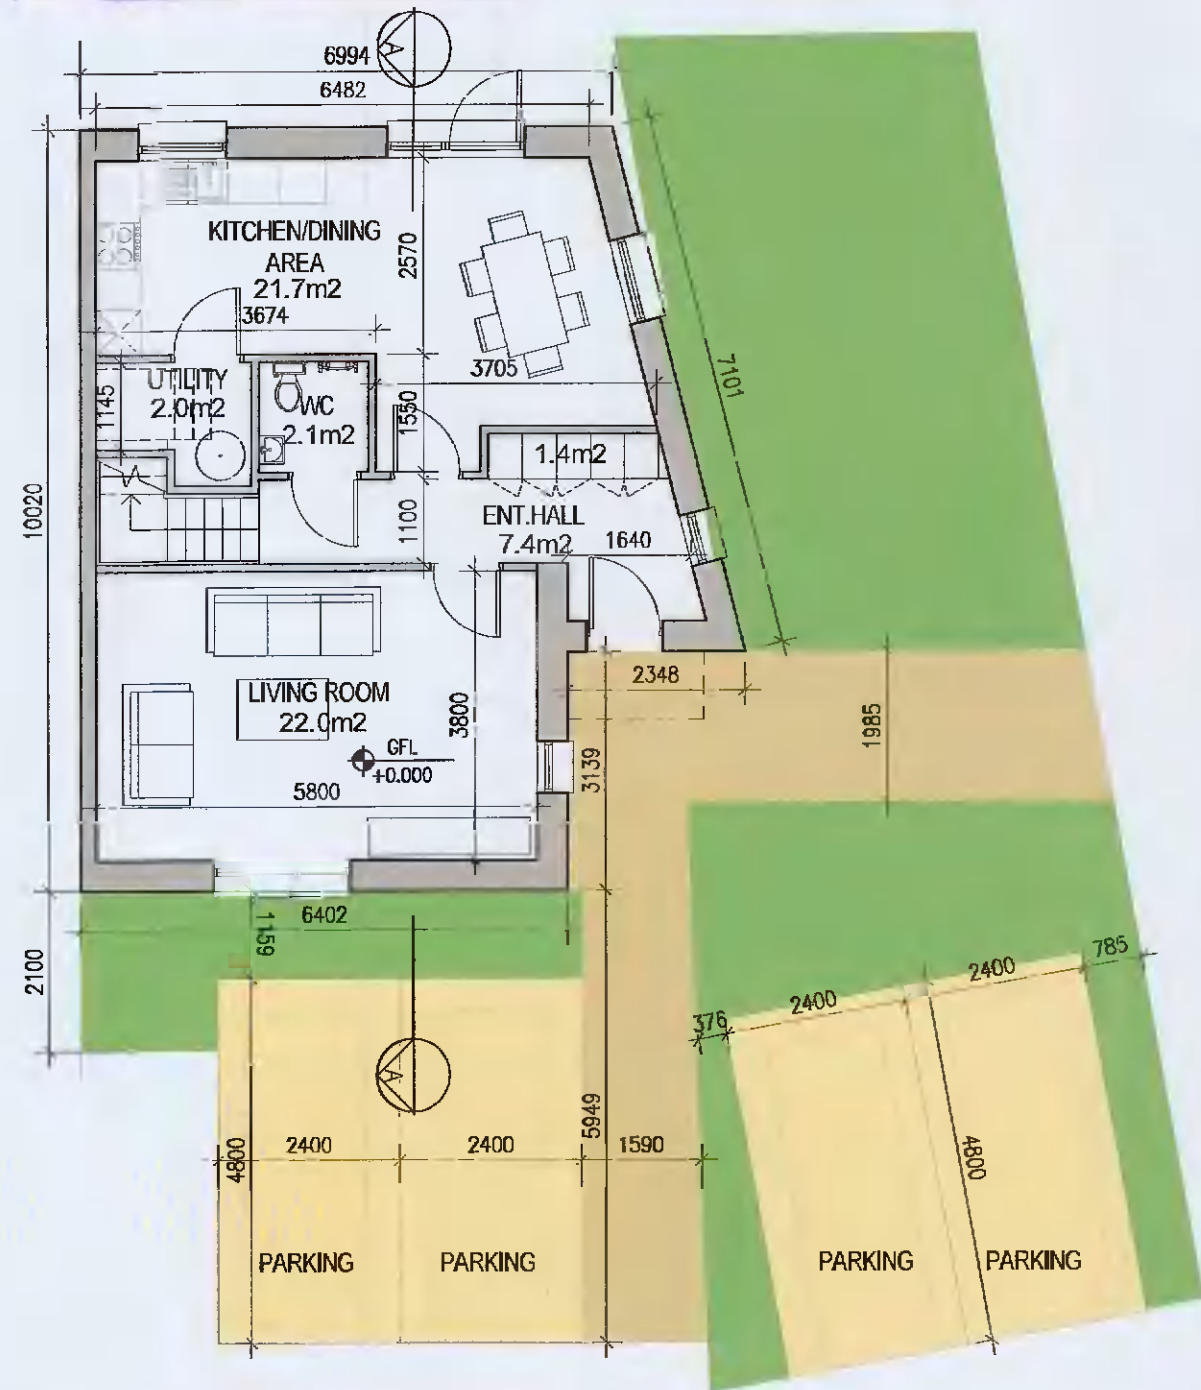 A
6994
6482
KITCHEN/DINING
AREA
21.7m2
2570
3674
3705
7101
UTILITY
2.0m2
1145
WC
2.1m2
1550
1.4m2
10020
1100
ENT.HALL
7.4m2
1640
2348
LIVING ROOM
22.0m2
3800
GFL
+0.000
5800
3139
1985
6402
1159
2100
785
2400
2400
376
A
5949
4800
2400
2400
1590
4800
PARKING
PARKING
PARKING
PARKING